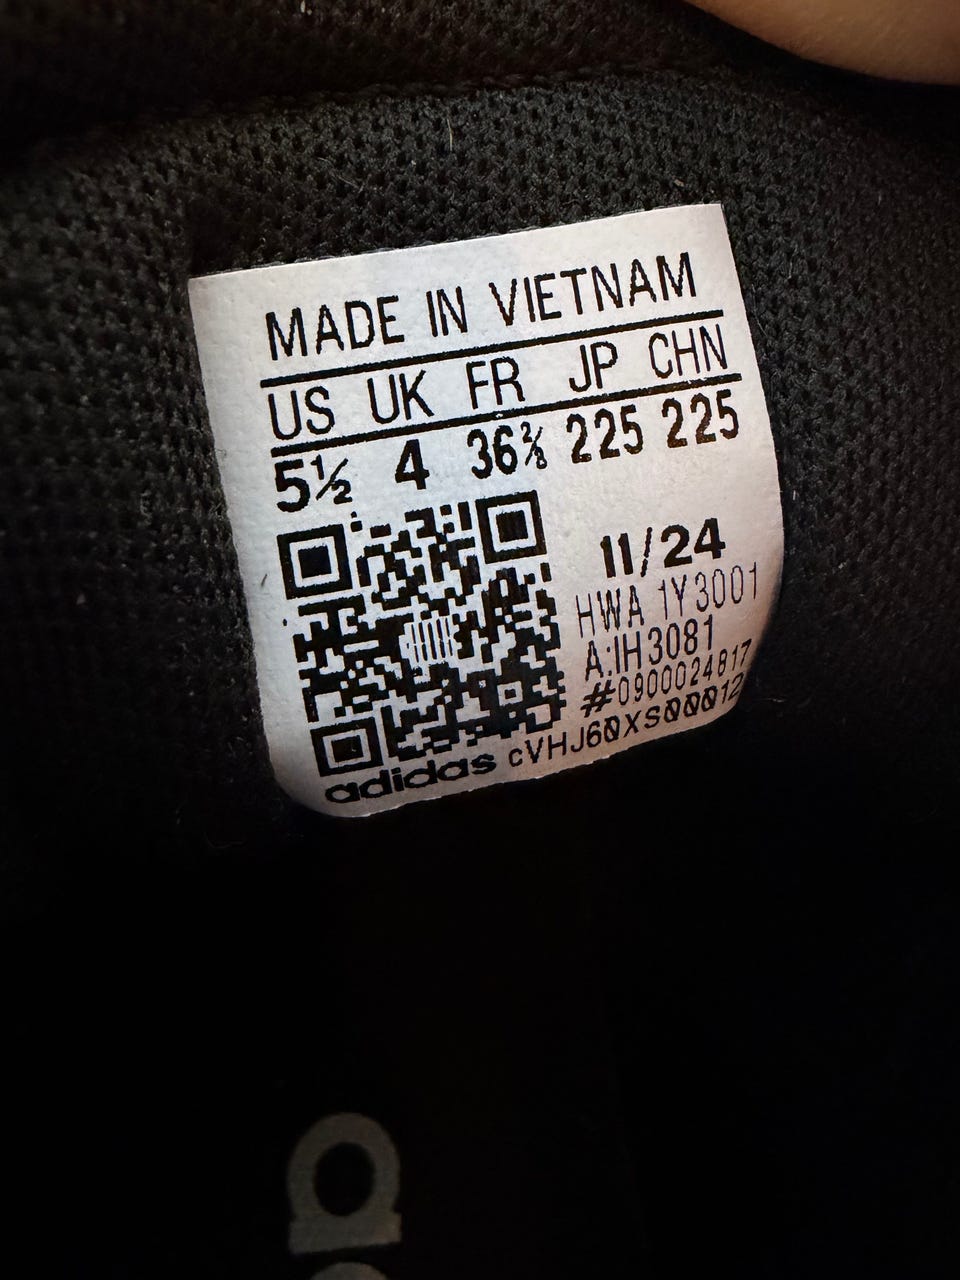 MADE IN VIETNAM
US UK FR JP CHN
5½ 4 36⅔ 225 225
11/24
HWA 1Y3001
A:IH3081
#0900024817
adidas cVHJ60XS00012
a